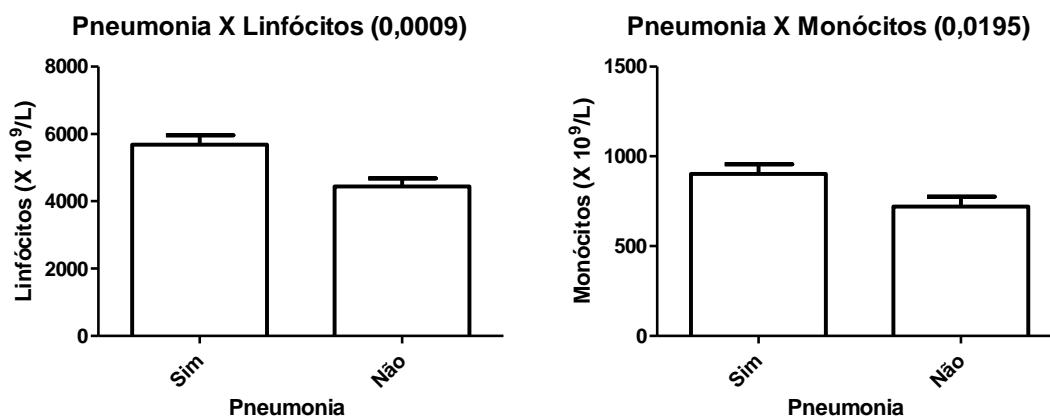 Pneumonia X Linfócitos (0,0009)
8000
6000
4000
2000
0
Linfócitos (X 10⁹/L)
Sim
Não
Pneumonia
Pneumonia X Monócitos (0,0195)
1500
1000
500
0
Monócitos (X 10⁹/L)
Sim
Não
Pneumonia